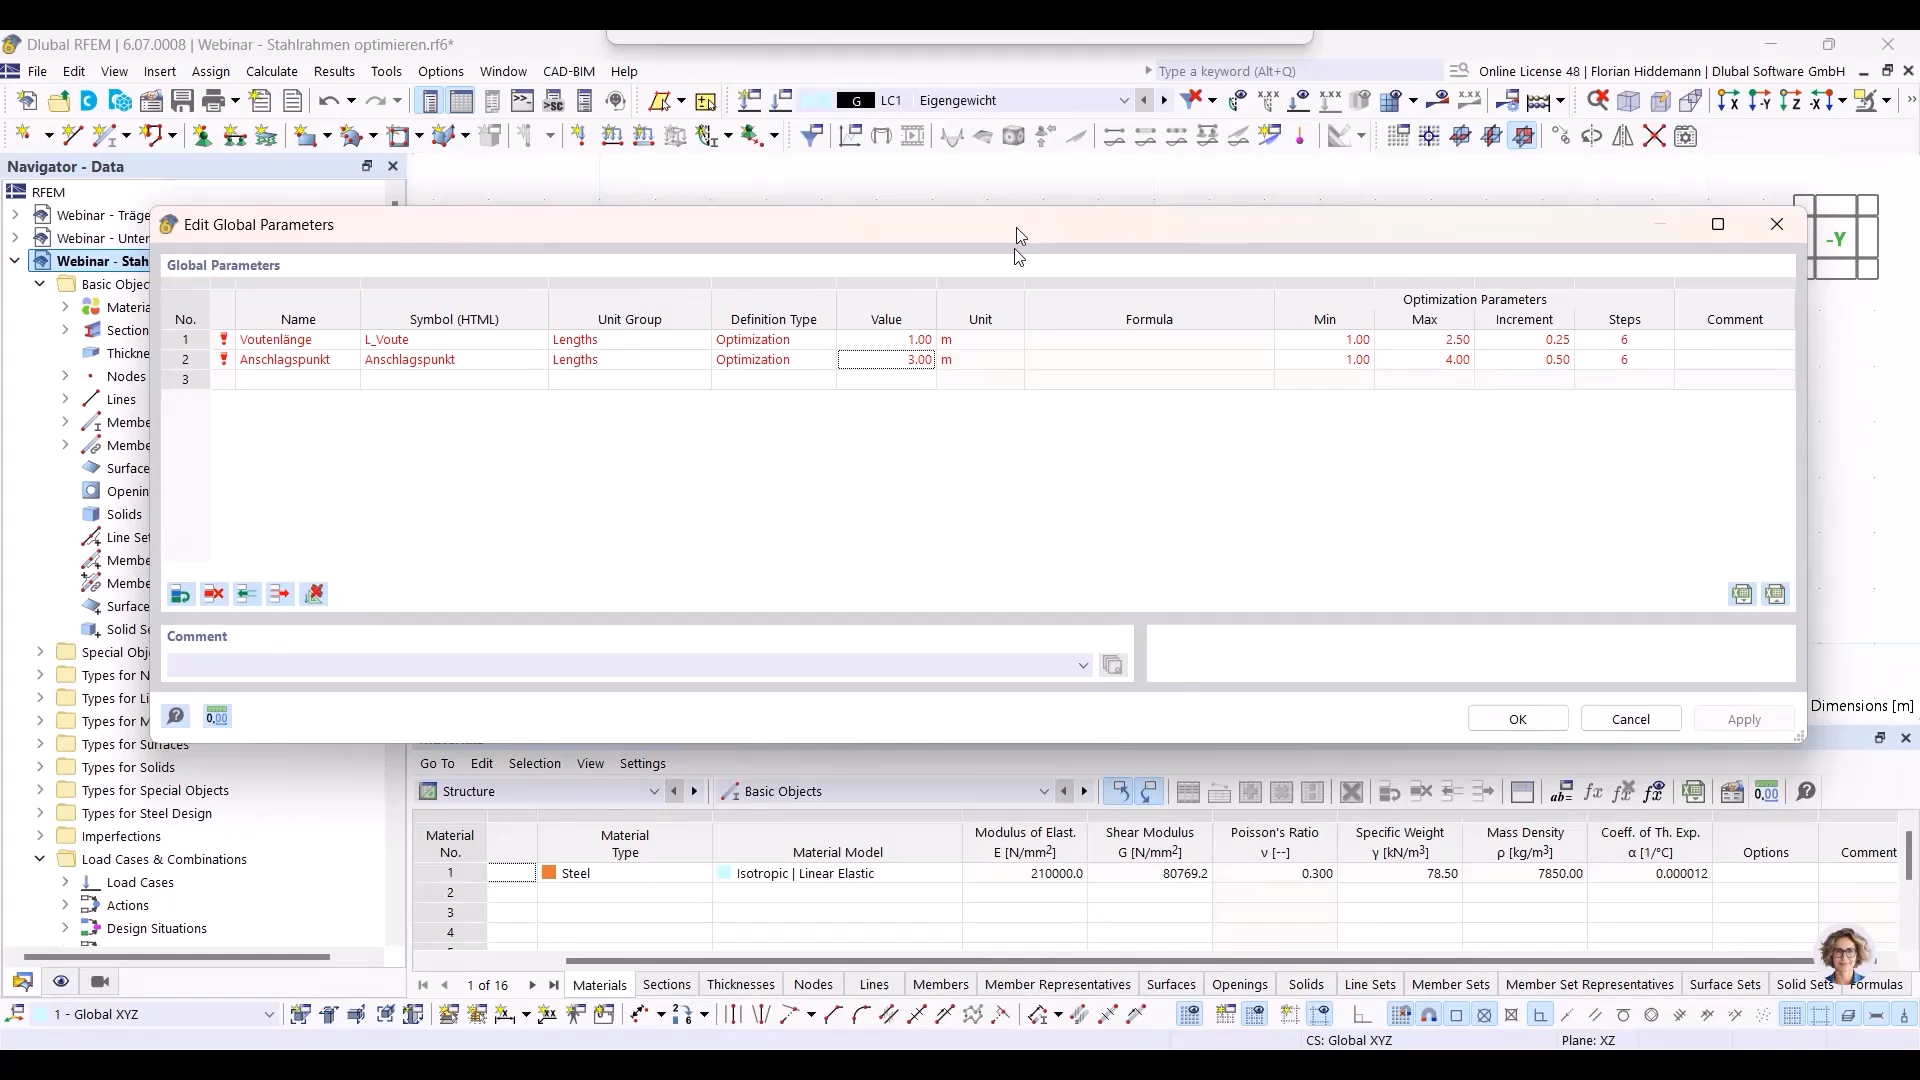 Dlubal RFEM | 6.07.0008 | Webinar - Stahlrahmen optimieren.rf6*
File Edit View Insert Assign Calculate Results Tools Options Window CAD-BIM Help
Type a keyword (Alt+Q)
Online License 48 | Florian Hiddemann | Dlubal Software GmbH
G LC1 Eigengewicht
Navigator - Data
RFEM
Webinar - Träge
Webinar - Unter
Webinar - Stah
Basic Objec
Materia
Section
Thickne
Nodes
Lines
Membe
Membe
Surface
Openin
Solids
Line Set
Membe
Membe
Surface
Solid Se
Special Obj
Types for N
Types for Li
Types for M
Types for Surfaces
Types for Solids
Types for Special Objects
Types for Steel Design
Imperfections
Load Cases & Combinations
Load Cases
Actions
Design Situations
-Y
Edit Global Parameters
Global Parameters
Optimization Parameters
No. Name Symbol (HTML) Unit Group Definition Type Value Unit Formula Min Max Increment Steps Comment
1 Voutenlänge L_Voute Lengths Optimization 1.00 m 1.00 2.50 0.25 6
2 Anschlagspunkt Anschlagspunkt Lengths Optimization 3.00 m 1.00 4.00 0.50 6
3
Comment
0,00
OK Cancel Apply
Dimensions [m]
Go To Edit Selection View Settings
Structure
Basic Objects
0,00
Material No. Material Type Material Model Modulus of Elast. E [N/mm2] Shear Modulus G [N/mm2] Poisson's Ratio ν [--] Specific Weight γ [kN/m3] Mass Density ρ [kg/m3] Coeff. of Th. Exp. α [1/°C] Options Comment
1 Steel Isotropic | Linear Elastic 210000.0 80769.2 0.300 78.50 7850.00 0.000012
2
3
4
1 of 16 Materials Sections Thicknesses Nodes Lines Members Member Representatives Surfaces Openings Solids Line Sets Member Sets Member Set Representatives Surface Sets Solid Sets Formulas
1 - Global XYZ
CS: Global XYZ Plane: XZ